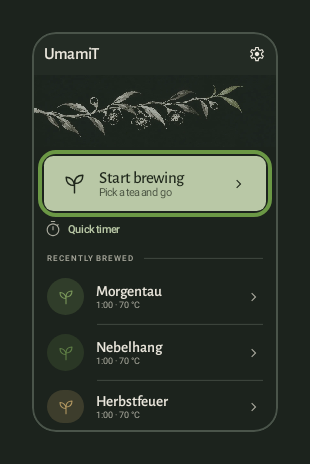 UmamiT
Start brewing
Pick a tea and go
Quick timer
RECENTLY BREWED
Morgentau
1:00 · 70 °C
Nebelhang
1:00 · 70 °C
Herbstfeuer
1:00 · 70 °C